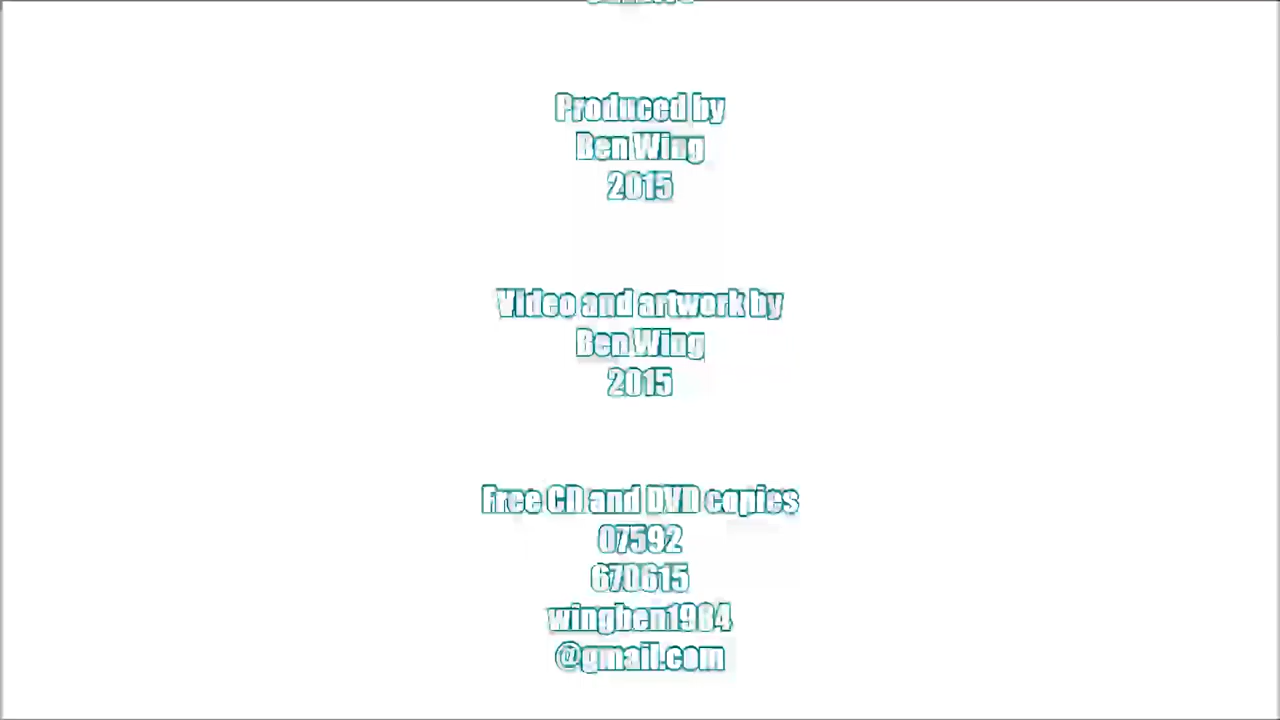 Produced by
Ben Wing
2015
Video and artwork by
Ben Wing
2015
Free CD and DVD copies
07592
670615
wingben1984
@gmail.com